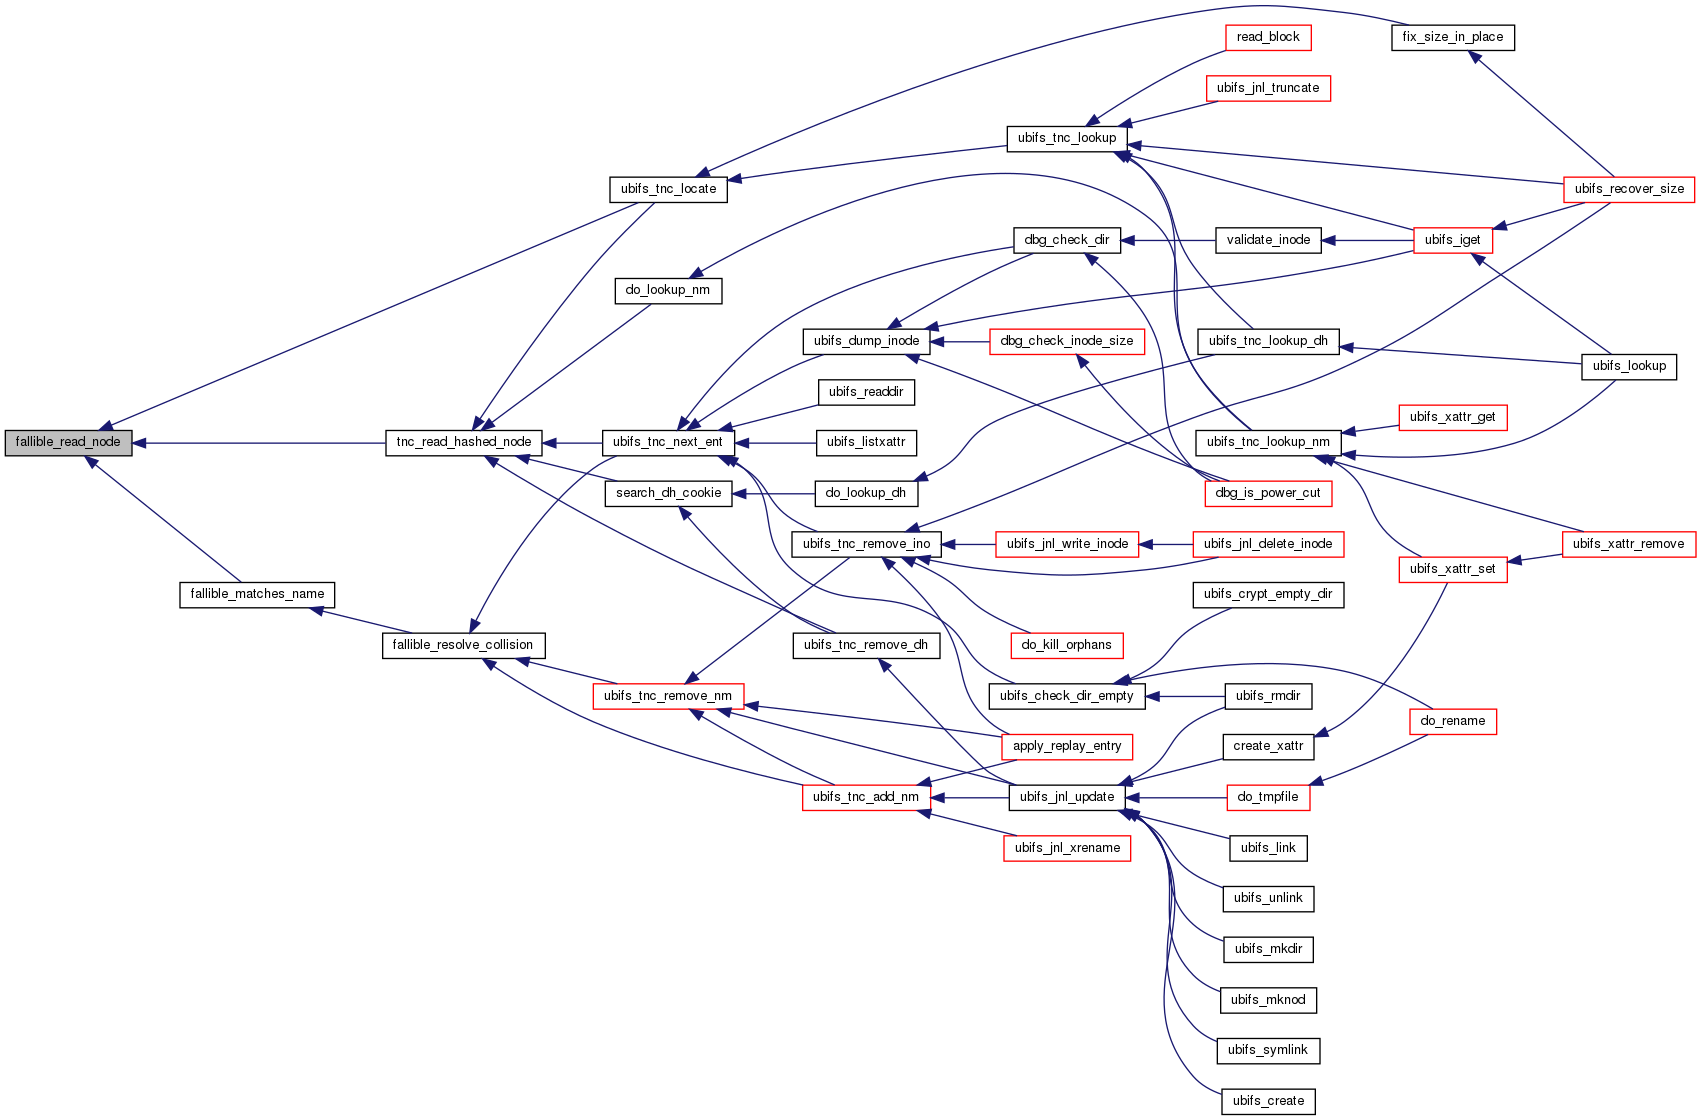 fallible_read_node
fallible_matches_name
tnc_read_hashed_node
fallible_resolve_collision
ubifs_tnc_locate
do_lookup_nm
ubifs_tnc_next_ent
search_dh_cookie
ubifs_tnc_remove_nm
ubifs_dump_inode
ubifs_readdir
ubifs_listxattr
do_lookup_dh
ubifs_tnc_remove_ino
ubifs_tnc_remove_dh
ubifs_tnc_add_nm
ubifs_tnc_lookup
dbg_check_dir
dbg_check_inode_size
ubifs_jnl_write_inode
do_kill_orphans
ubifs_check_dir_empty
apply_replay_entry
ubifs_jnl_update
ubifs_jnl_xrename
read_block
ubifs_jnl_truncate
validate_inode
ubifs_tnc_lookup_dh
ubifs_tnc_lookup_nm
dbg_is_power_cut
ubifs_jnl_delete_inode
ubifs_crypt_empty_dir
ubifs_rmdir
create_xattr
do_tmpfile
ubifs_link
ubifs_unlink
ubifs_mkdir
ubifs_mknod
ubifs_symlink
ubifs_create
fix_size_in_place
ubifs_iget
ubifs_xattr_get
ubifs_xattr_set
do_rename
ubifs_recover_size
ubifs_lookup
ubifs_xattr_remove